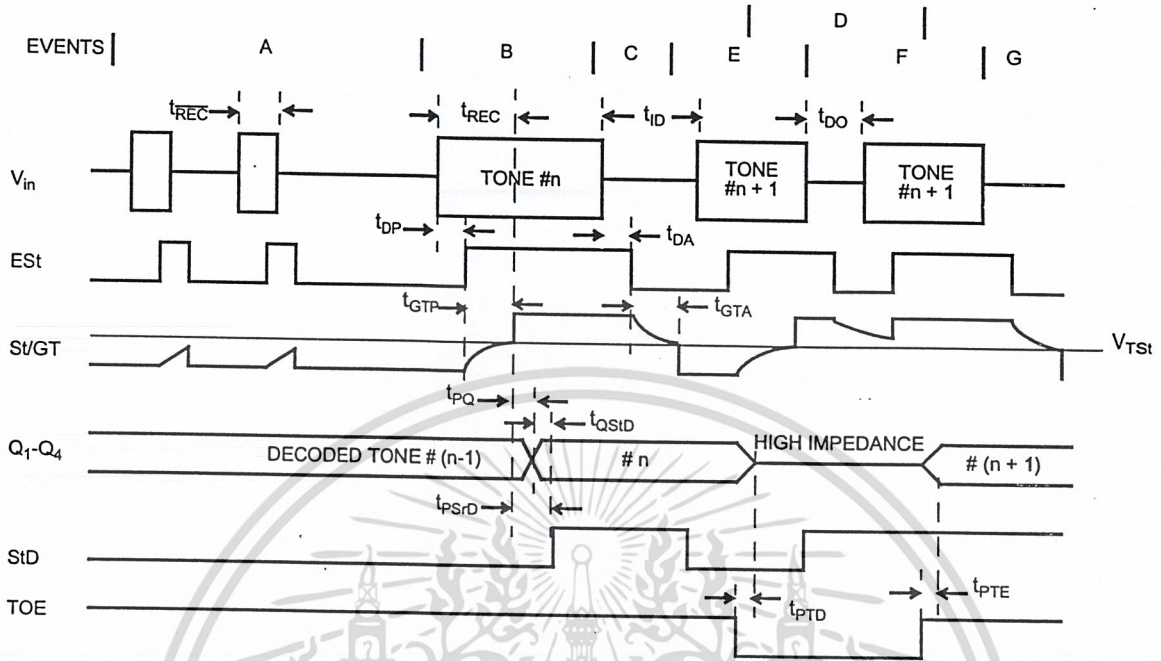 D
EVENTS A B C E F G
tREC tREC tID tDO
Vin TONE #n TONE #n + 1 TONE #n + 1
tDP tDA
ESt
tGTP tGTA
St/GT VTSt
tPQ
tQStD
Q1-Q4 DECODED TONE # (n-1) # n HIGH IMPEDANCE # (n + 1)
tPSrD
StD
tPTD tPTE
TOE